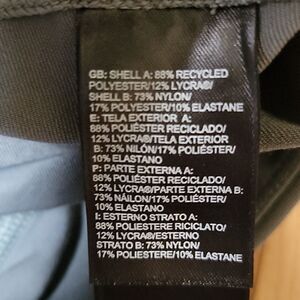 GB: SHELL A: 88% RECYCLED
POLYESTER/12% LYCRA®/
SHELL B: 73% NYLON/
17% POLYESTER/10% ELASTANE
E: TELA EXTERIOR A:
88% POLIÉSTER RECICLADO/
12% LYCRA®/TELA EXTERIOR
B: 73% NILÓN/17% POLIÉSTER/
10% ELASTANO
P: PARTE EXTERNA A:
88% POLIÉSTER RECICLADO/
12% LYCRA®/PARTE EXTERNA B:
73% NÁILON/17% POLIÉSTER/
10% ELASTANO
I: ESTERNO STRATO A:
88% POLIESTERE RICICLATO/
12% LYCRA®/ESTERNO
STRATO B: 73% NYLON/
17% POLIESTERE/10% ELASTANE